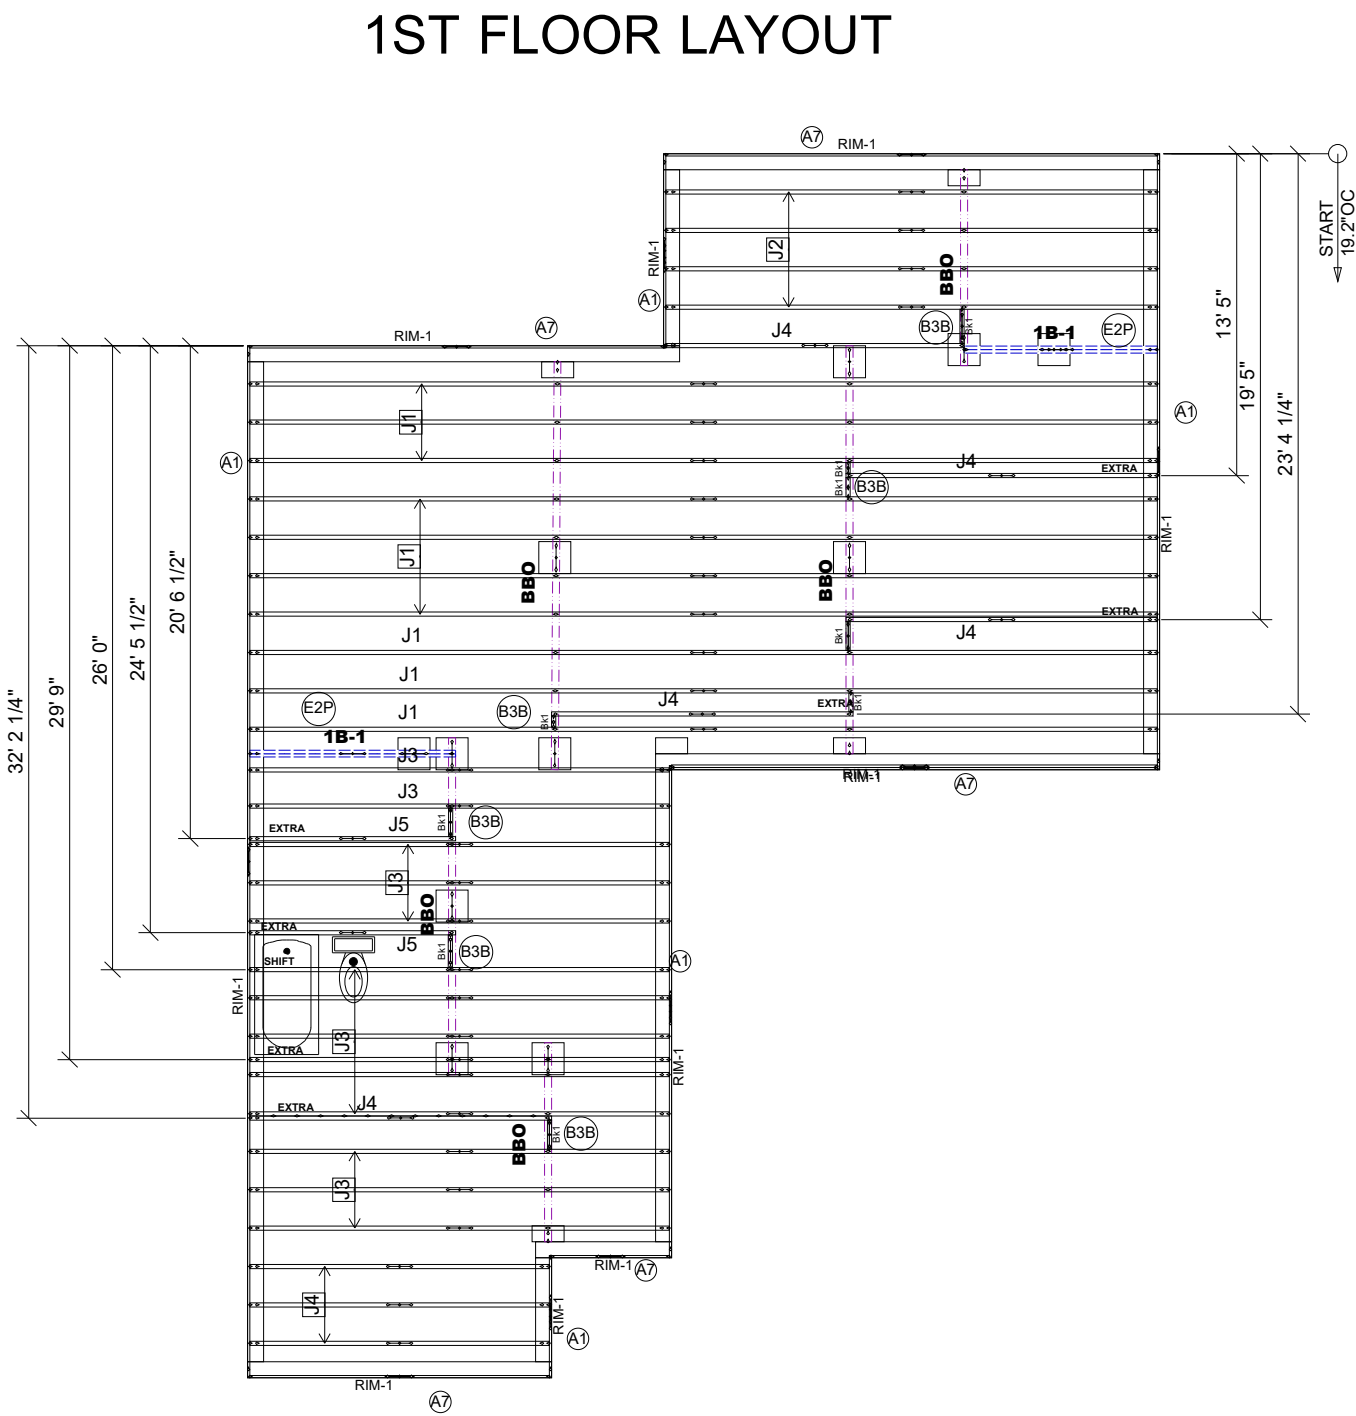 1ST FLOOR LAYOUT
A7
RIM-1
START
19.2"OC
RIM-1
J2
BBO
A1
13' 5"
RIM-1
A7
J4
B3B
Bk1
1B-1
E2P
19' 5"
23' 4 1/4"
J1
A1
A1
J4
EXTRA
Bk1
Bk1
B3B
RIM-1
J1
BBO
BBO
EXTRA
J1
Bk1
J4
J1
J4
EXTRA
Bk1
E2P
J1
B3B
Bk1
1B-1
J3
RIM-1
RIM-1
A7
J3
32' 2 1/4"
29' 9"
26' 0"
24' 5 1/2"
20' 6 1/2"
EXTRA
J5
Bk1
B3B
J3
BBO
EXTRA
J5
Bk1
B3B
SHIFT
A1
RIM-1
J3
EXTRA
RIM-1
EXTRA
J4
BBO
Bk1
B3B
J3
RIM-1
A7
J4
RIM-1
A1
RIM-1
A7